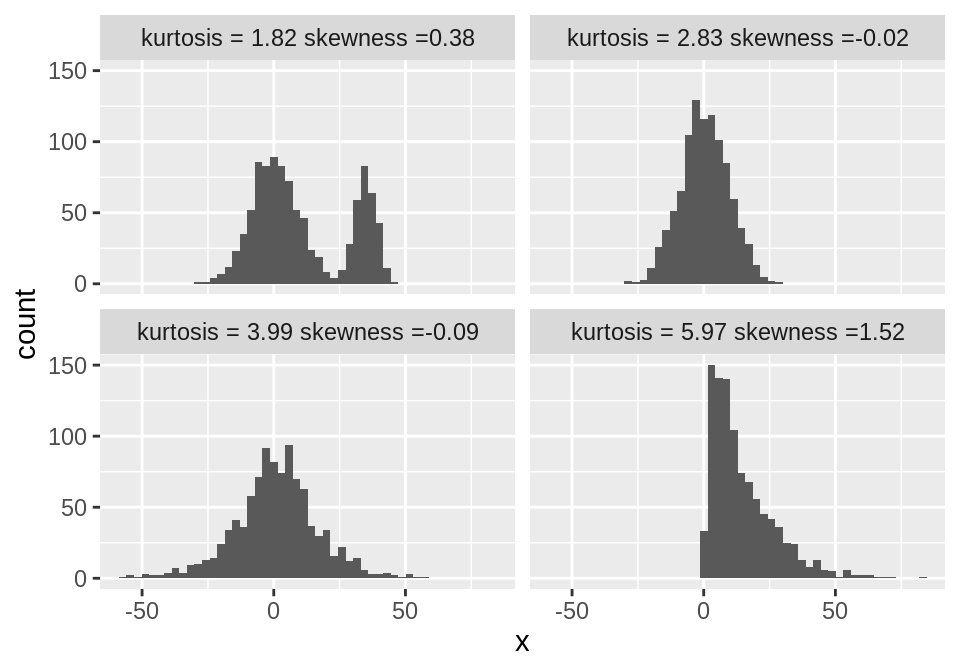 kurtosis = 1.82 skewness =0.38
kurtosis = 2.83 skewness =-0.02
150
100
50
0
count
kurtosis = 3.99 skewness =-0.09
kurtosis = 5.97 skewness =1.52
150
100
50
0
-50 0 50
-50 0 50
x